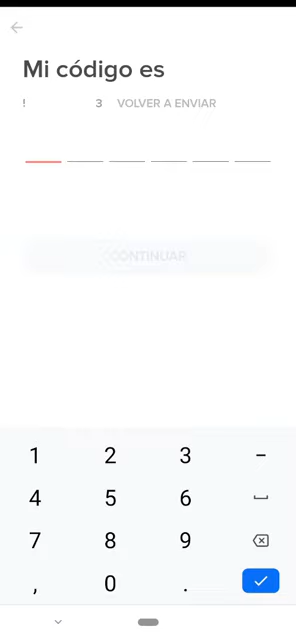 Mi código es
! 3 VOLVER A ENVIAR
CONTINUAR
1 2 3 −
4 5 6
7 8 9
, 0 .